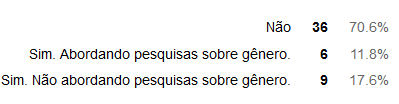 Não 36 70.6%
Sim. Abordando pesquisas sobre gênero. 6 11.8%
Sim. Não abordando pesquisas sobre gênero. 9 17.6%